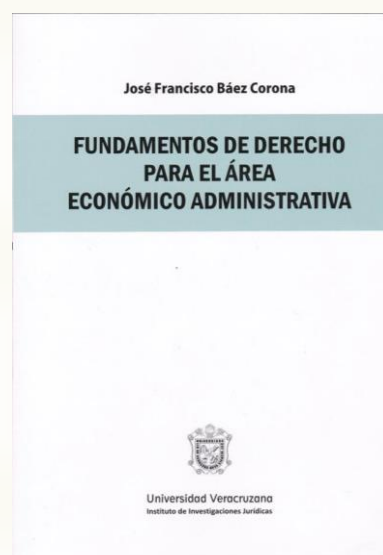 José Francisco Báez Corona
FUNDAMENTOS DE DERECHO
PARA EL ÁREA
ECONÓMICO ADMINISTRATIVA
Universidad Veracruzana
Instituto de Investigaciones Jurídicas